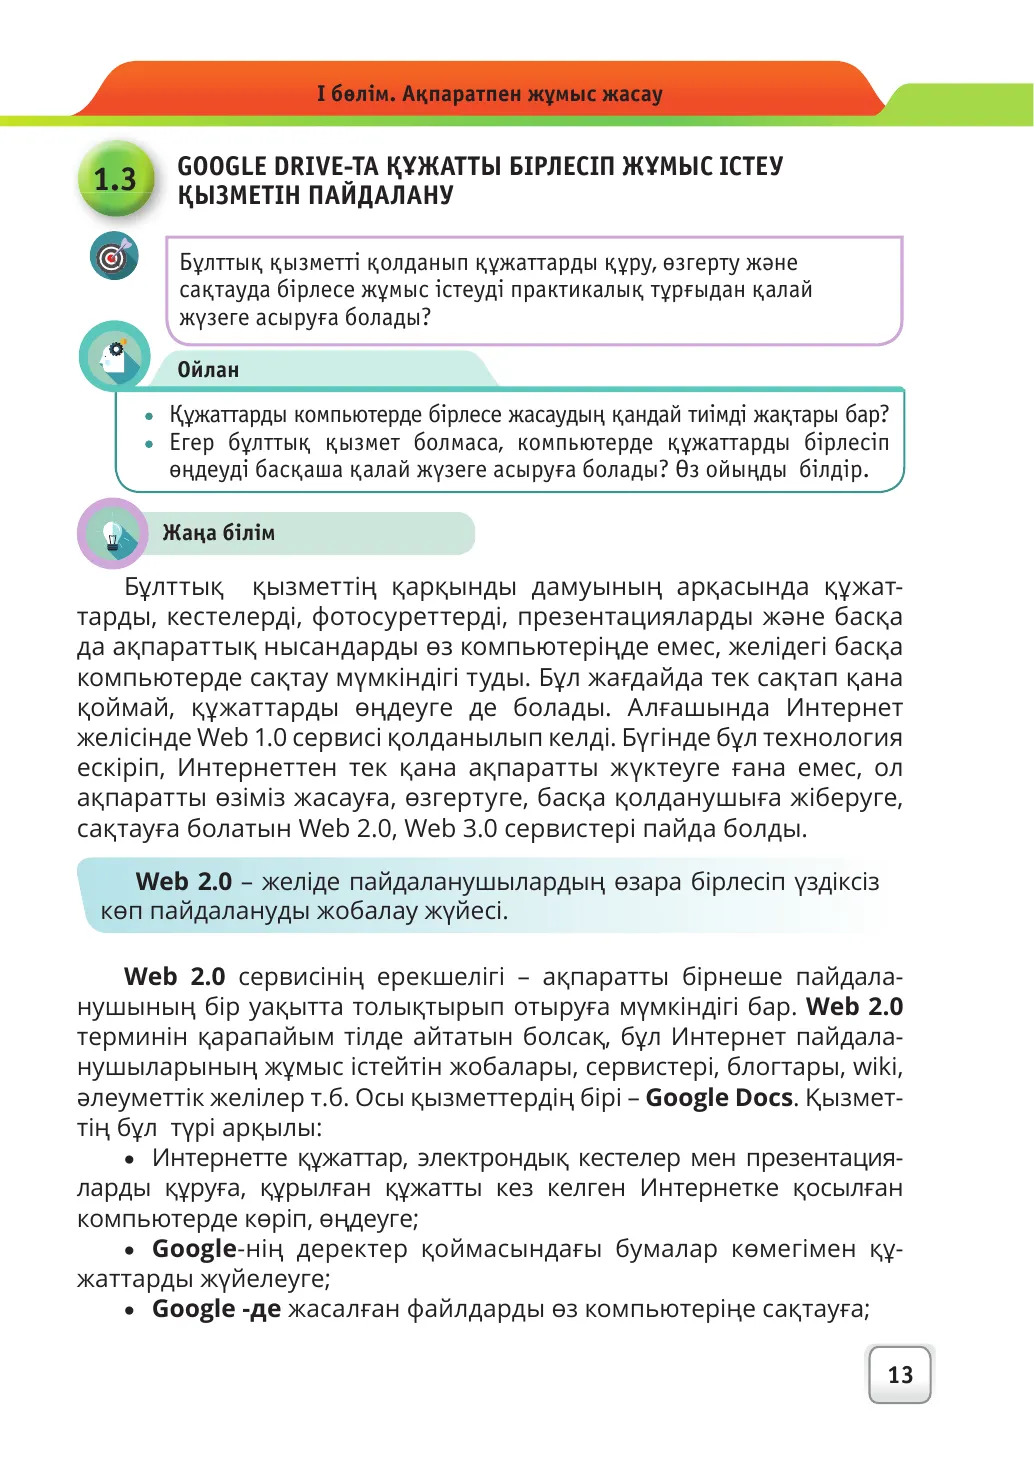 І бөлім. Ақпаратпен жұмыс жасау
1.3
GOOGLE DRIVE-ТА ҚҰЖАТТЫ БІРЛЕСІП ЖҰМЫС ІСТЕУ
ҚЫЗМЕТІН ПАЙДАЛАНУ
Бұлттық қызметті қолданып құжаттарды құру, өзгерту және
сақтауда бірлесе жұмыс істеуді практикалық тұрғыдан қалай
жүзеге асыруға болады?
Ойлан
• Құжаттарды компьютерде бірлесе жасаудың қандай тиімді жақтары бар?
• Егер бұлттық қызмет болмаса, компьютерде құжаттарды бірлесіп
өңдеуді басқаша қалай жүзеге асыруға болады? Өз ойыңды білдір.
Жаңа білім
Бұлттық қызметтің қарқынды дамуының арқасында құжат-
тарды, кестелерді, фотосуреттерді, презентацияларды және басқа
да ақпараттық нысандарды өз компьютеріңде емес, желідегі басқа
компьютерде сақтау мүмкіндігі туды. Бұл жағдайда тек сақтап қана
қоймай, құжаттарды өңдеуге де болады. Алғашында Интернет
желісінде Web 1.0 сервисі қолданылып келді. Бүгінде бұл технология
ескіріп, Интернеттен тек қана ақпаратты жүктеуге ғана емес, ол
ақпаратты өзіміз жасауға, өзгертуге, басқа қолданушыға жіберуге,
сақтауға болатын Web 2.0, Web 3.0 сервистері пайда болды.
Web 2.0 – желіде пайдаланушылардың өзара бірлесіп үздіксіз
көп пайдалануды жобалау жүйесі.
Web 2.0 сервисінің ерекшелігі – ақпаратты бірнеше пайдала-
нушының бір уақытта толықтырып отыруға мүмкіндігі бар. Web 2.0
терминін қарапайым тілде айтатын болсақ, бұл Интернет пайдала-
нушыларының жұмыс істейтін жобалары, сервистері, блогтары, wiki,
әлеуметтік желілер т.б. Осы қызметтердің бірі – Google Docs. Қызмет-
тің бұл түрі арқылы:
• Интернетте құжаттар, электрондық кестелер мен презентация-
ларды құруға, құрылған құжатты кез келген Интернетке қосылған
компьютерде көріп, өңдеуге;
• Google-нің деректер қоймасындағы бумалар көмегімен құ-
жаттарды жүйелеуге;
• Google -де жасалған файлдарды өз компьютеріңе сақтауға;
13